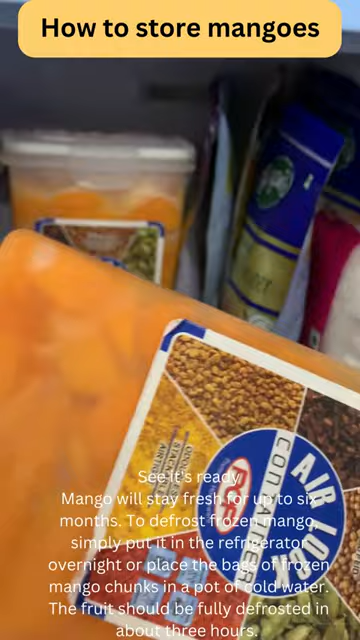 How to store mangoes
AIR LOCK
CONTAINER
See it's ready
Mango will stay fresh for up to six
months. To defrost frozen mango,
simply put it in the refrigerator
overnight or place the bags of frozen
mango chunks in a pot of cold water.
The fruit should be fully defrosted in
about three hours.